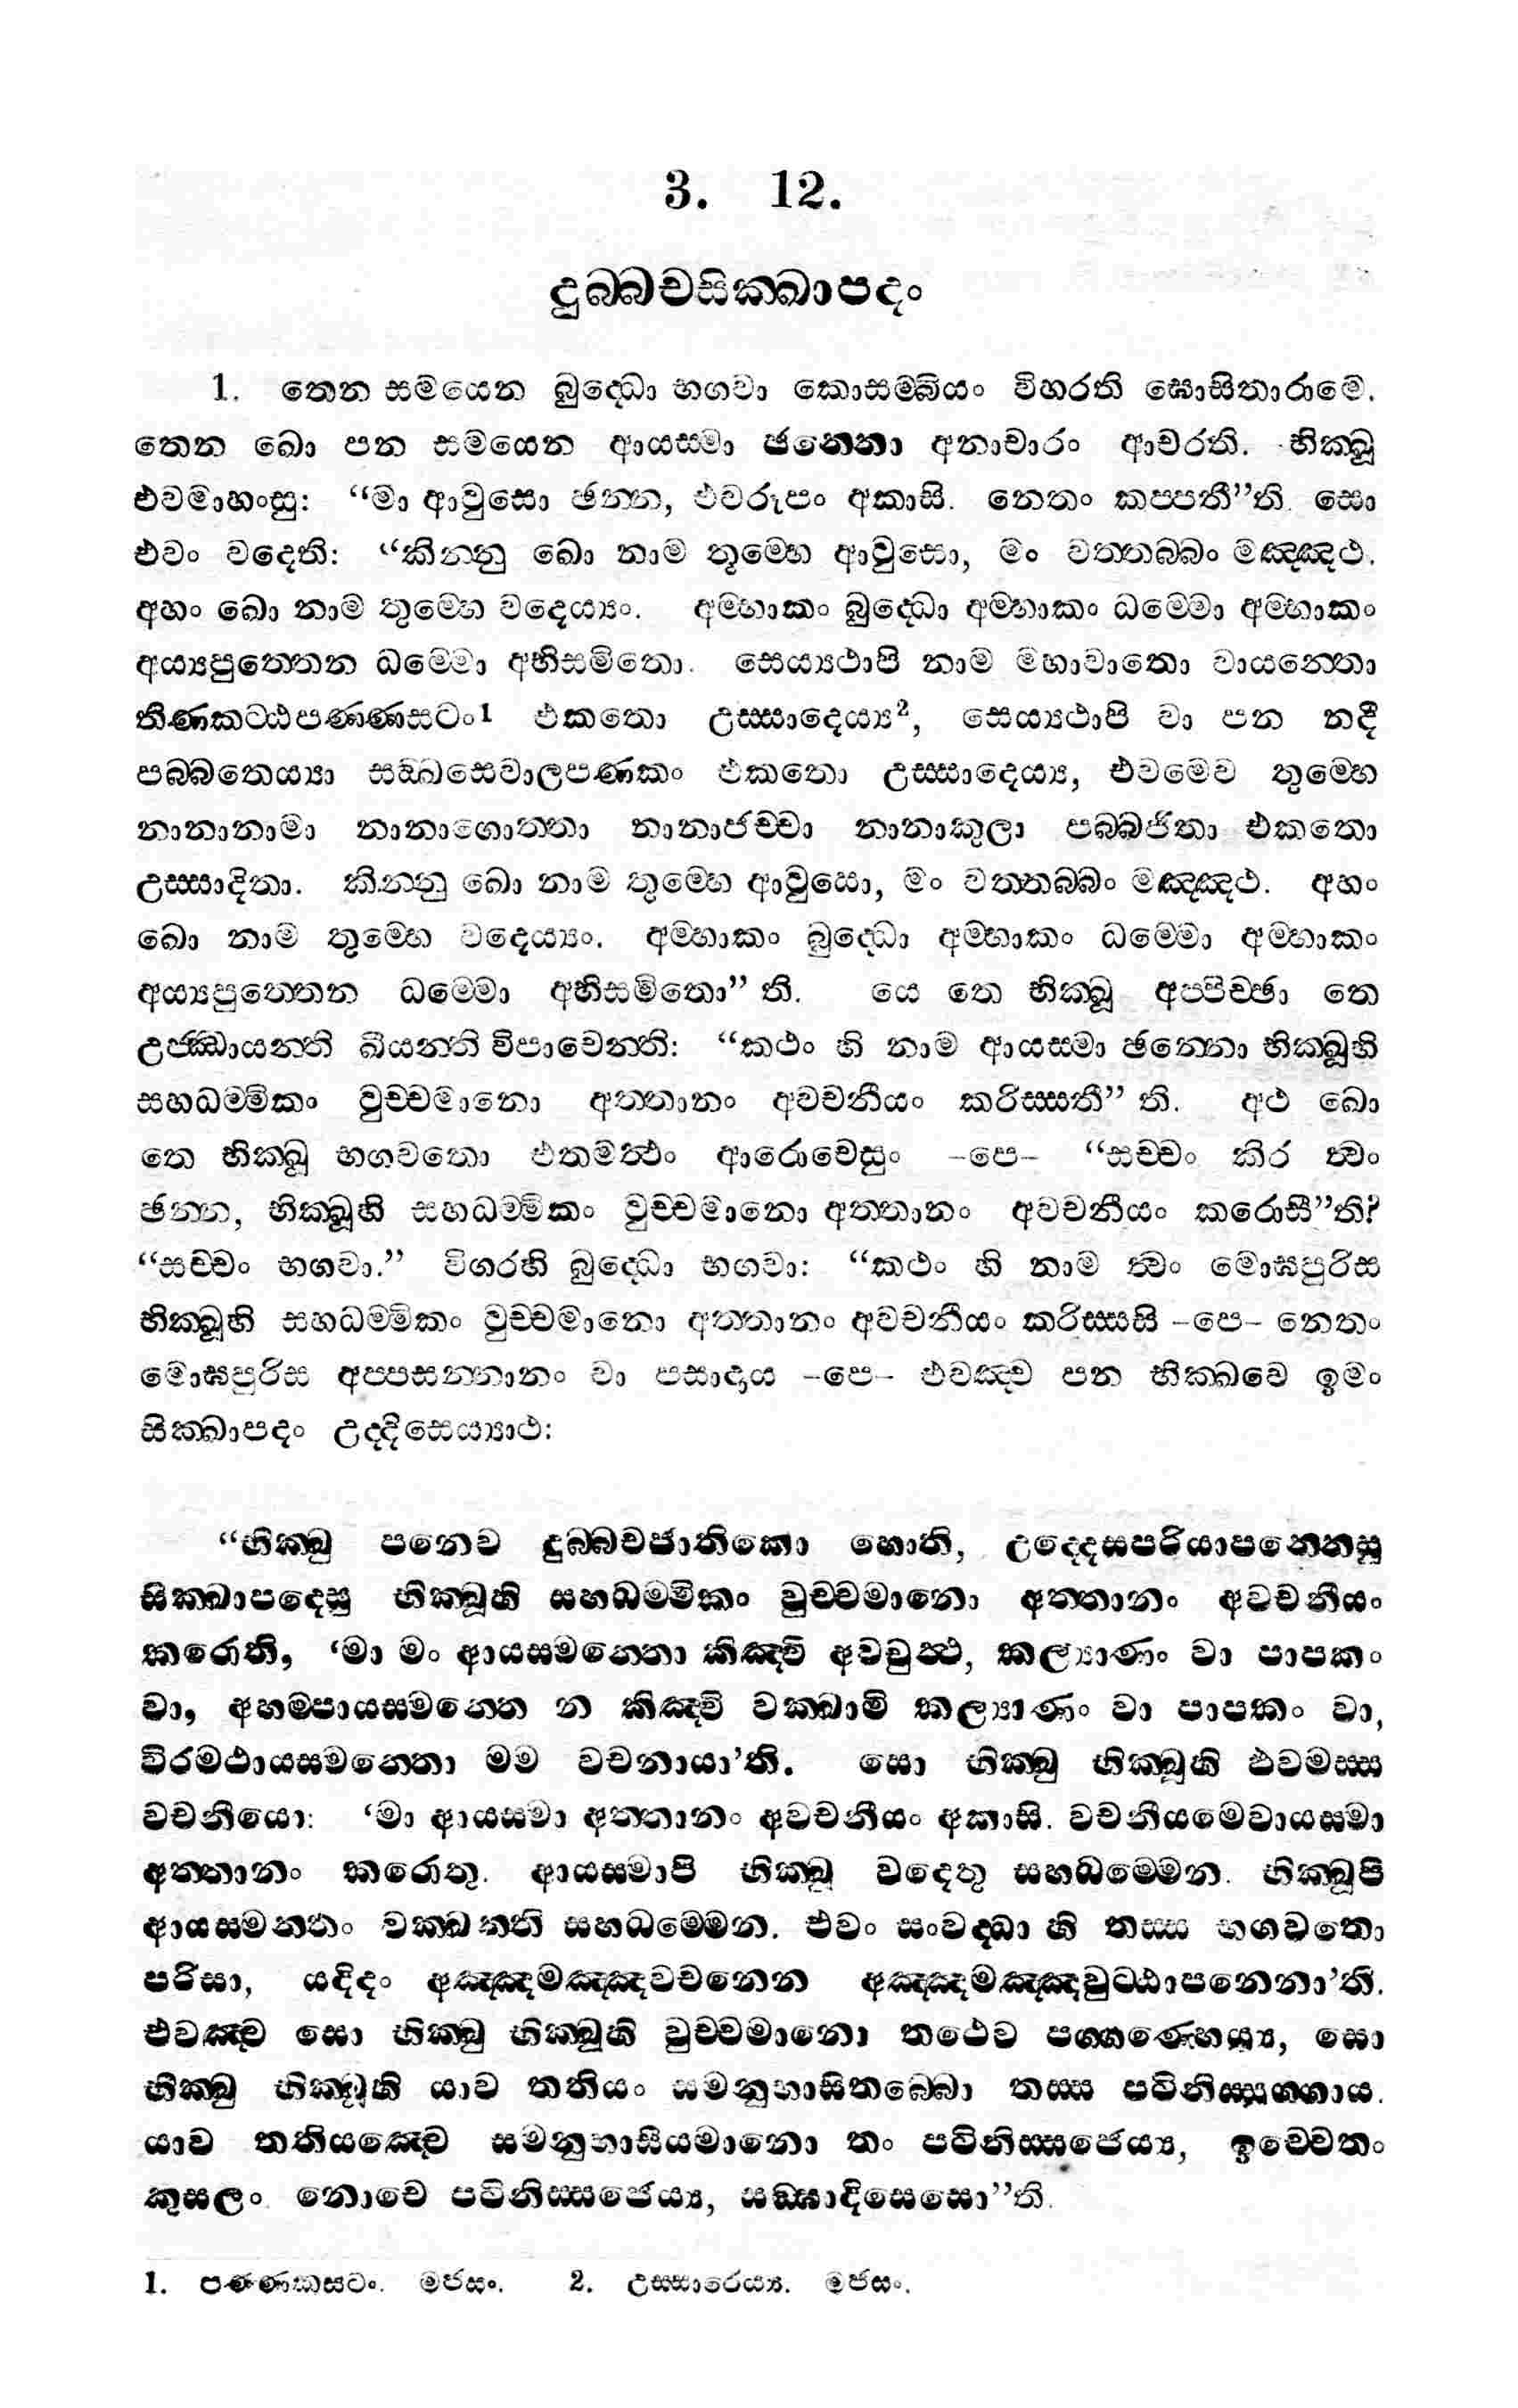 3. 12.
දුබ්බචසික්ඛාපදං
1. තෙන සමයෙන බුද්ධො භගවා කොසම්බියං විහරති ඝොසිතාරාමෙ.
තෙන ඛො පන සමයෙන ආයස්මා ඡන්නො අනාචාරං ආචරති. භික්ඛූ
එවමාහංසු: “මා ආවුසො ඡන්න, එවරූපං අකාසි. නෙතං කප්පතී”ති. සො
එවං වදෙති: “කින්නු ඛො නාම තුම්හෙ ආවුසො, මං වත්තබ්බං මඤ්ඤථ.
අහං ඛො නාම තුම්හෙ වදෙය්‍යං. අම්හාකං බුද්ධො අම්හාකං ධම්මො අම්හාකං
අය්‍යපුත්තෙන ධම්මො අභිසමිතො. සෙය්‍යථාපි නාම මහාවාතො වායන්තො
තිණකට්ඨපණ්ණසටං1 එකතො උස්සාදෙය්‍ය2, සෙය්‍යථාපි වා පන නදී
පබ්බතෙය්‍යා සඞ්ඛසෙවාලපණකං එකතො උස්සාදෙය්‍ය, එවමෙව තුම්හෙ
නානානාමා නානාගොත්තා නානාජච්චා නානාකුලා පබ්බජිතා එකතො
උස්සාදිතා. කින්නු ඛො නාම තුම්හෙ ආවුසො, මං වත්තබ්බං මඤ්ඤථ. අහං
ඛො නාම තුම්හෙ වදෙය්‍යං. අම්හාකං බුද්ධො අම්හාකං ධම්මො අම්හාකං
අය්‍යපුත්තෙන ධම්මො අභිසමිතො” ති. යෙ තෙ භික්ඛූ අප්පිච්ඡා තෙ
උජ්ඣායන්ති ඛීයන්ති විපාචෙන්ති: “කථං හි නාම ආයස්මා ඡන්නො භික්ඛූහි
සහධම්මිකං වුච්චමානො අත්තානං අවචනීයං කරිස්සතී” ති. අථ ඛො
තෙ භික්ඛූ භගවතො එතමත්‍ථං ආරොචෙසුං -පෙ- “සච්චං කිර ත්‍වං
ඡන්න, භික්ඛූහි සහධම්මිකං වුච්චමානො අත්තානං අවචනීයං කරොසී”ති?
“සච්චං භගවා.” විගරහි බුද්ධො භගවා: “කථං හි නාම ත්‍වං මොඝපුරිස
භික්ඛූහි සහධම්මිකං වුච්චමානො අත්තානං අවචනීයං කරිස්සසි -පෙ- නෙතං
මොඝපුරිස අප්පසන්නානං වා පසාදාය -පෙ- එවඤ්ච පන භික්ඛවෙ ඉමං
සික්ඛාපදං උද්දිසෙය්‍යාථ:
“භික්ඛු පනෙව දුබ්බචජාතිකො හොති, උද්දෙසපරියාපන්නෙසු
සික්ඛාපදෙසු භික්ඛූහි සහධම්මිකං වුච්චමානො අත්තානං අවචනීයං
කරොති, ‘මා මං ආයස්මන්තො කිඤ්චි අවචුත්‍ථ, කල්‍යාණං වා පාපකං
වා, අහම්පායස්මන්තෙ න කිඤ්චි වක්ඛාමි කල්‍යාණං වා පාපකං වා,
විරමථායස්මන්තො මම වචනායා’ති. සො භික්ඛු භික්ඛූහි එවමස්ස
වචනීයො: ‘මා ආයස්මා අත්තානං අවචනීයං අකාසි. වචනීයමෙවායස්මා
අත්තානං කරොතු. ආයස්මාපි භික්ඛූ වදෙතු සහධම්මෙන. භික්ඛූපි
ආයස්මන්තං වක්ඛන්ති සහධම්මෙන. එවං සංවද්ධා හි තස්ස භගවතො
පරිසා, යදිදං අඤ්ඤමඤ්ඤවචනෙන අඤ්ඤමඤ්ඤවුට්ඨාපනෙනා’ති.
එවඤ්ච සො භික්ඛු භික්ඛූහි වුච්චමානො තථෙව පග්ගණ්හෙය්‍ය, සො
භික්ඛු භික්ඛූහි යාව තතියං සමනුභාසිතබ්බො තස්ස පටිනිස්සග්ගාය.
යාව තතියඤ්චෙ සමනුභාසීයමානො තං පටිනිස්සජෙය්‍ය, ඉච්චෙතං
කුසලං. නොචෙ පටිනිස්සජෙය්‍ය, සඞ්ඝාදිසෙසො”ති.
1. පණ්ණකසටං. මජසං. 2. උස්සාරෙය්‍ය. මජසං.